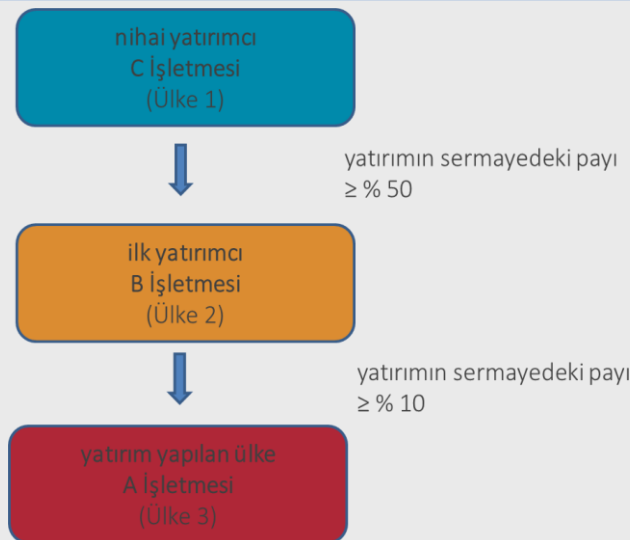 nihai yatırımcı
C İşletmesi
(Ülke 1)
yatırımın sermayedeki payı
≥ % 50
ilk yatırımcı
B İşletmesi
(Ülke 2)
yatırımın sermayedeki payı
≥ % 10
yatırım yapılan ülke
A İşletmesi
(Ülke 3)